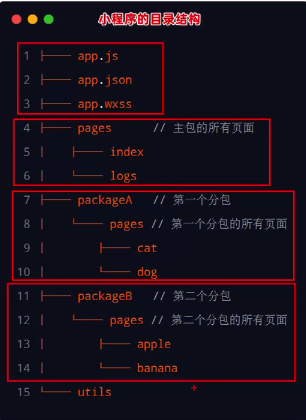 小程序的目录结构
1 ├── app.js
2 ├── app.json
3 ├── app.wxss
4 ├── pages // 主包的所有页面
5 │ ├── index
6 │ └── logs
7 ├── packageA // 第一个分包
8 │ └── pages // 第一个分包的所有页面
9 │ ├── cat
10 │ └── dog
11 ├── packageB // 第二个分包
12 │ └── pages // 第二个分包的所有页面
13 │ ├── apple
14 │ └── banana
15 └── utils